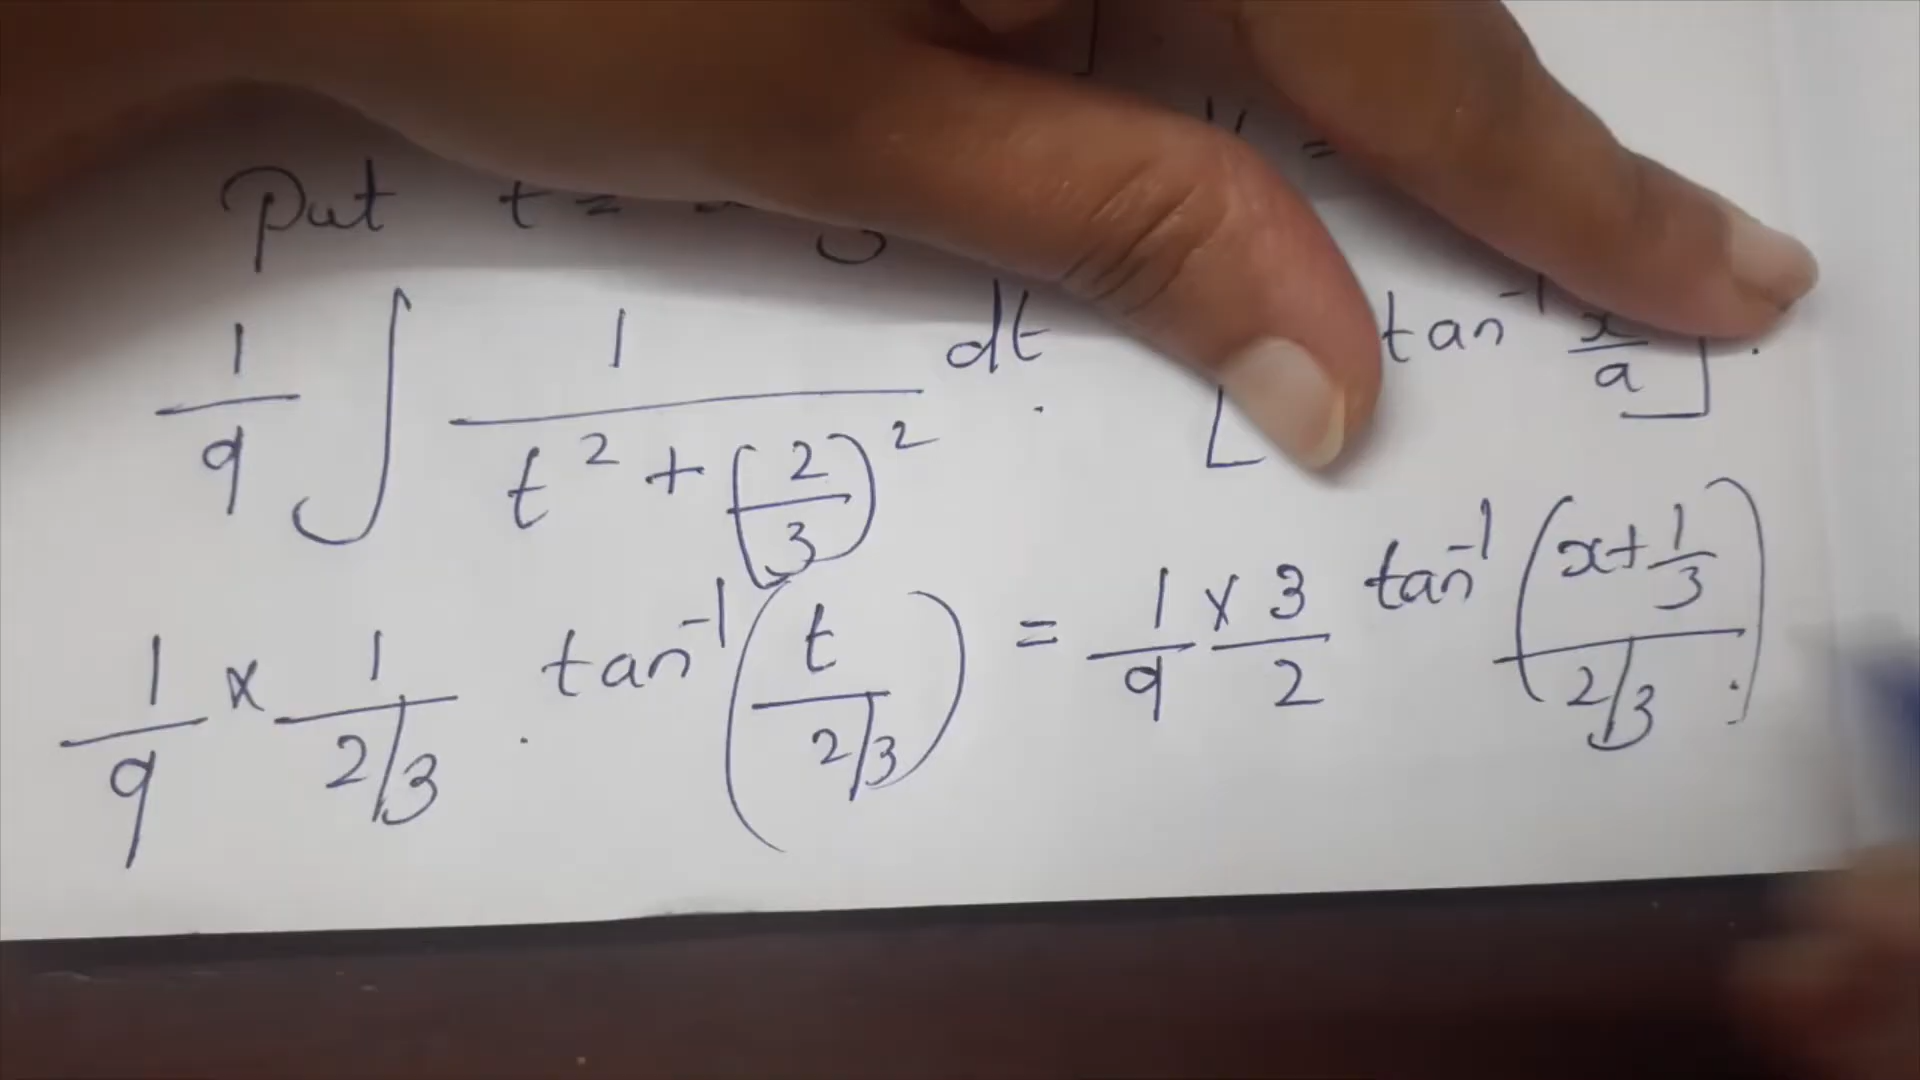 Put t =
1/9 ∫ 1/(t² + (2/3)²) dt . [ tan⁻¹ x/a ] .
1/9 × 1/(2/3) . tan⁻¹ (t/(2/3)) = 1/9 × 3/2 tan⁻¹ ((x + 1/3)/(2/3)) .